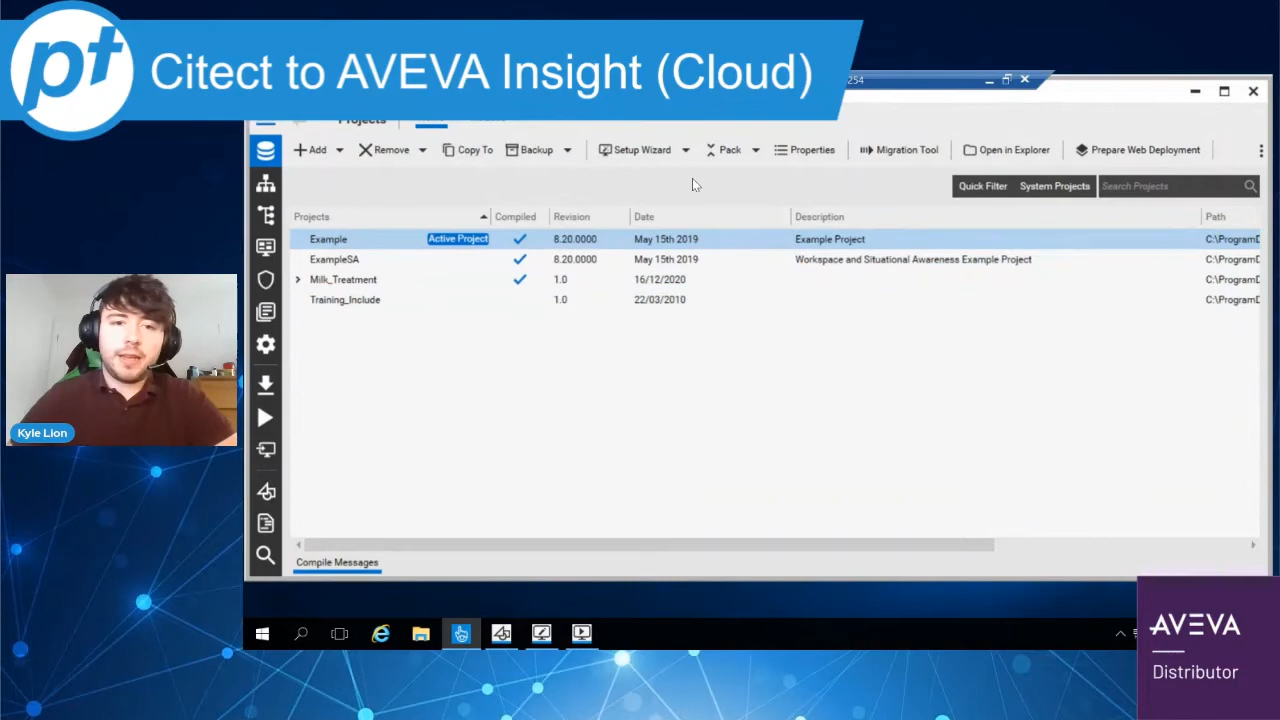 pt
Citect to AVEVA Insight (Cloud)
254
Projects
Add
Remove
Copy To
Backup
Setup Wizard
Pack
Properties
Migration Tool
Open in Explorer
Prepare Web Deployment
Quick Filter
System Projects
Search Projects
Projects Compiled Revision Date Description Path
Example Active Project 8.20.0000 May 15th 2019 Example Project C:\ProgramD
ExampleSA 8.20.0000 May 15th 2019 Workspace and Situational Awareness Example Project C:\ProgramD
Milk_Treatment 1.0 16/12/2020 C:\ProgramD
Training_Include 1.0 22/03/2010 C:\ProgramD
Kyle Lion
Compile Messages
AVEVA
Distributor